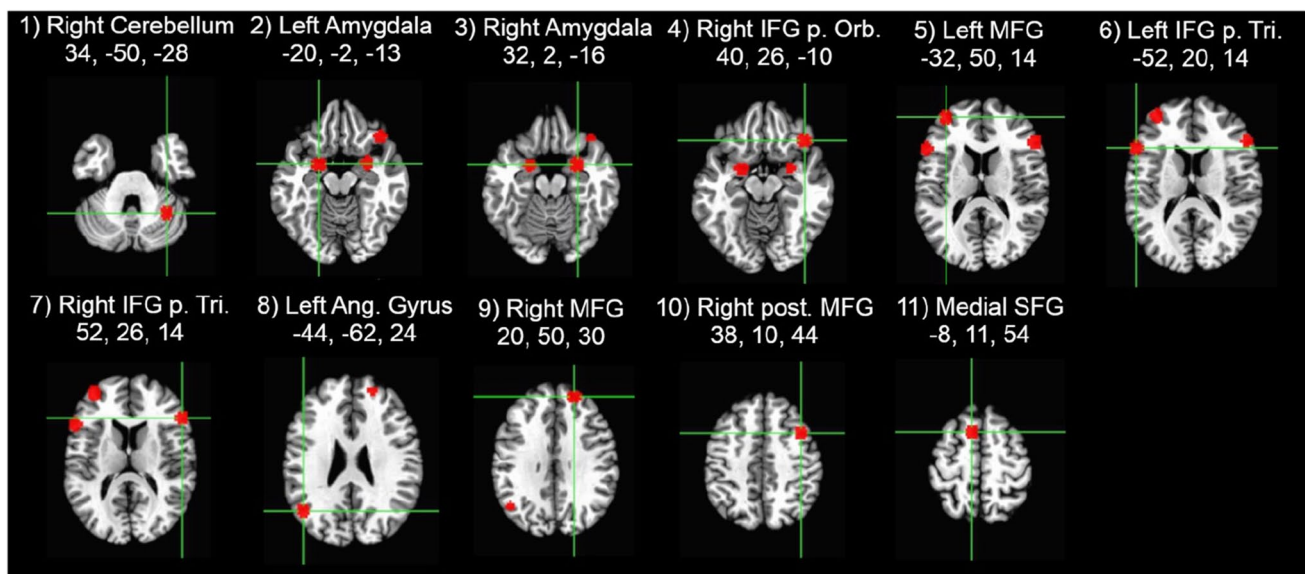 1) Right Cerebellum
34, -50, -28
2) Left Amygdala
-20, -2, -13
3) Right Amygdala
32, 2, -16
4) Right IFG p. Orb.
40, 26, -10
5) Left MFG
-32, 50, 14
6) Left IFG p. Tri.
-52, 20, 14
7) Right IFG p. Tri.
52, 26, 14
8) Left Ang. Gyrus
-44, -62, 24
9) Right MFG
20, 50, 30
10) Right post. MFG
38, 10, 44
11) Medial SFG
-8, 11, 54